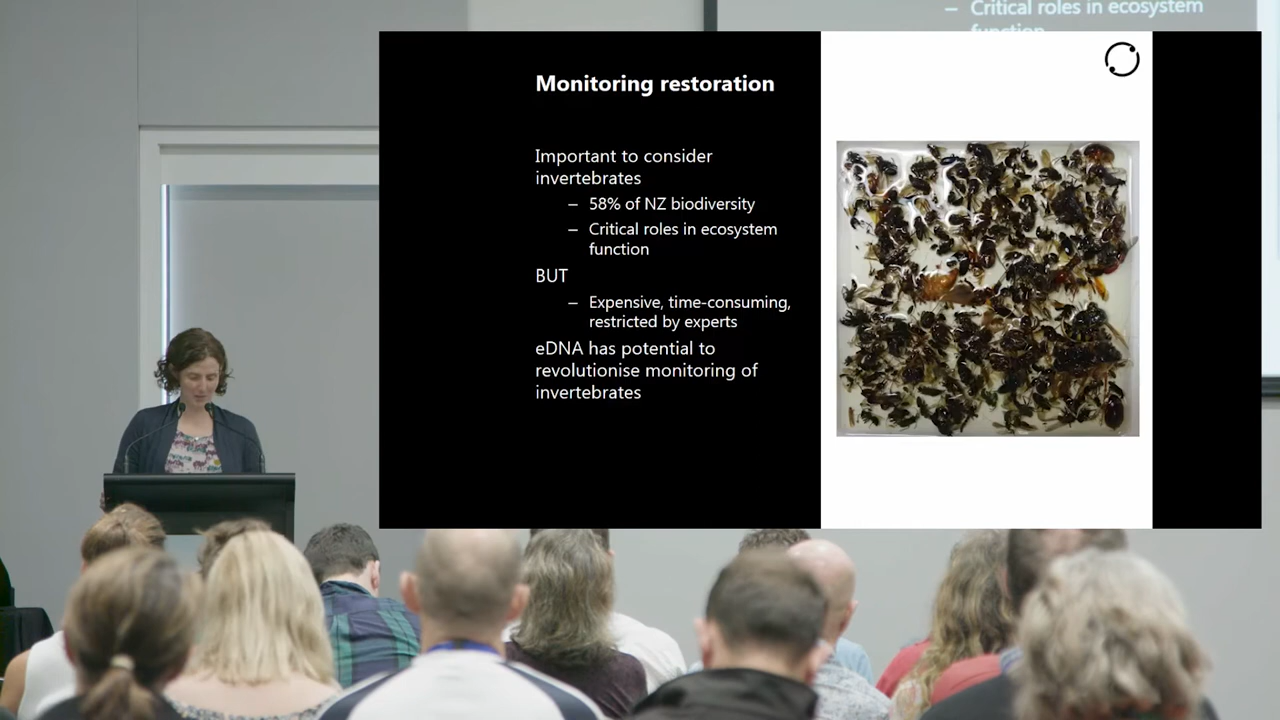 – Critical roles in ecosystem
function
Monitoring restoration
Important to consider
invertebrates
– 58% of NZ biodiversity
– Critical roles in ecosystem
function
BUT
– Expensive, time-consuming,
restricted by experts
eDNA has potential to
revolutionise monitoring of
invertebrates